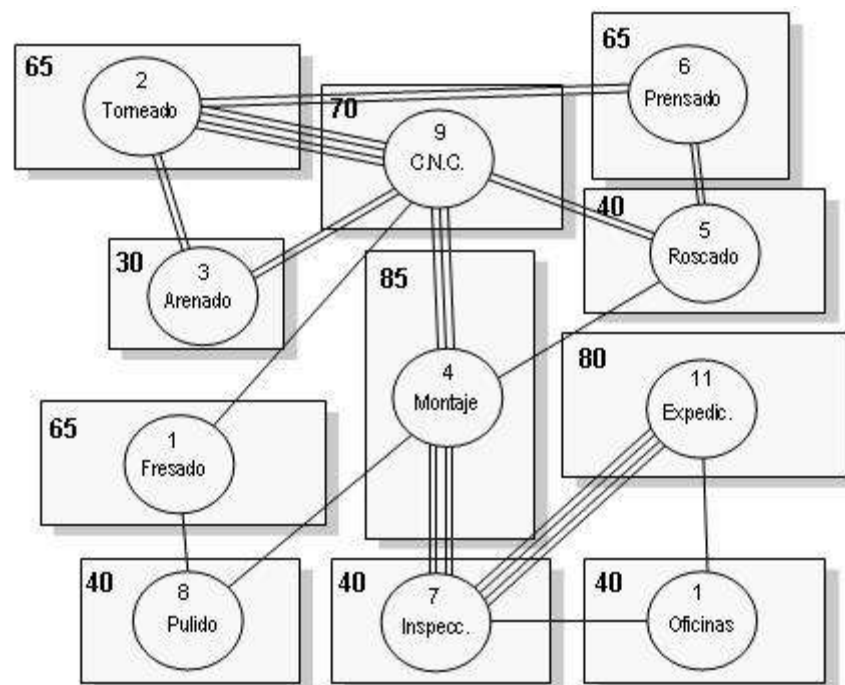 65
2
Torneado
65
6
Prensado
70
9
C.N.C.
40
5
Roscado
30
3
Arenado
85
4
Montaje
80
11
Expedic.
65
1
Fresado
40
8
Pulido
40
7
Inspecc.
40
1
Oficinas